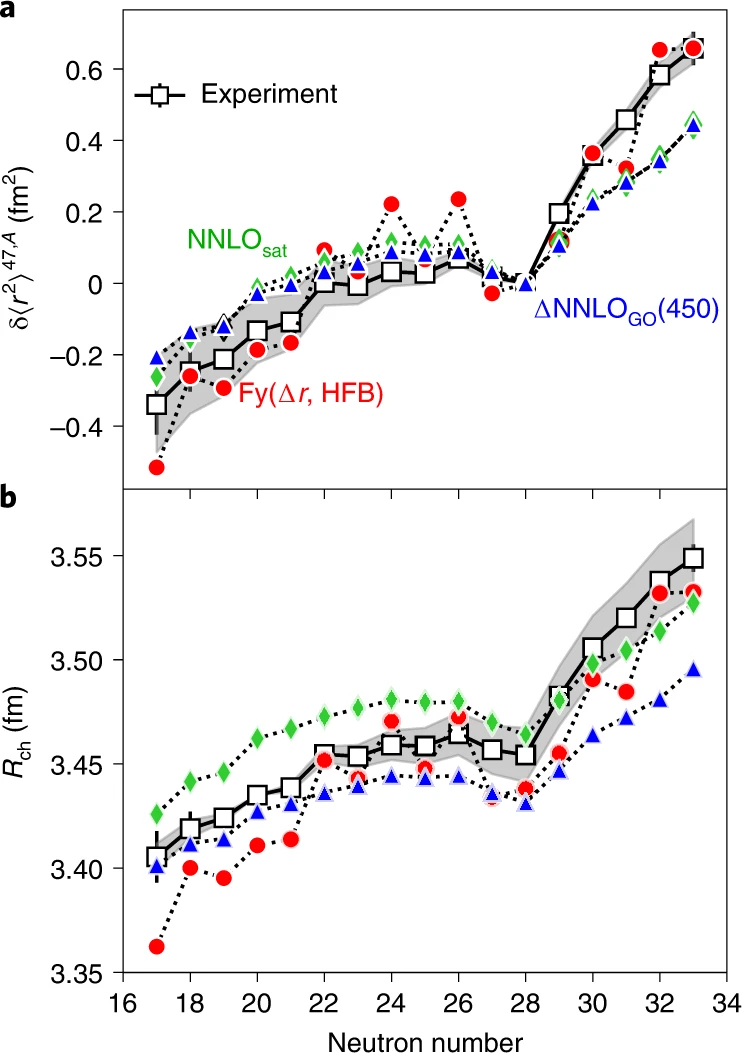 a
δ⟨r²⟩⁴⁷,ᴬ (fm²)
0.6
0.4
0.2
0
−0.2
−0.4
Experiment
NNLOsat
ΔNNLOGO(450)
Fy(Δr, HFB)
b
Rch (fm)
3.55
3.50
3.45
3.40
3.35
16 18 20 22 24 26 28 30 32 34
Neutron number